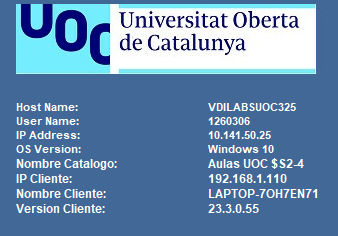 UOC
Universitat Oberta
de Catalunya
Host Name: VDILABSUOC325
User Name: 1260306
IP Address: 10.141.50.25
OS Version: Windows 10
Nombre Catalogo: Aulas UOC $S2-4
IP Cliente: 192.168.1.110
Nombre Cliente: LAPTOP-7OH7EN71
Version Cliente: 23.3.0.55